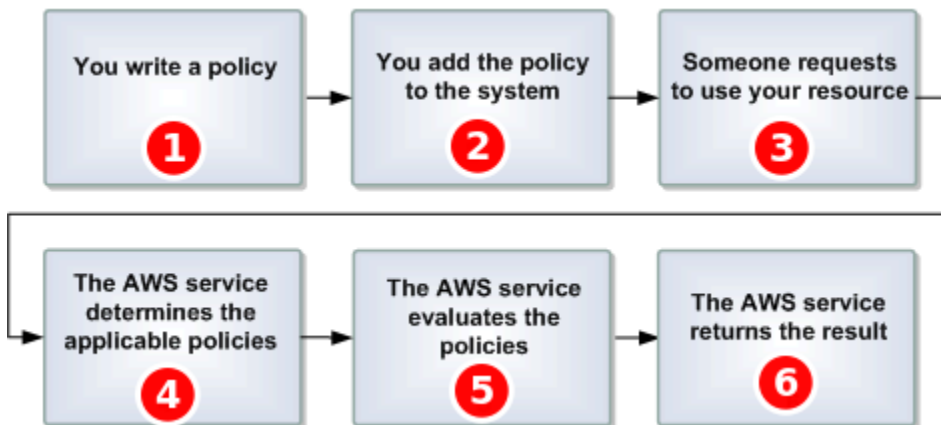 You write a policy
1
You add the policy
to the system
2
Someone requests
to use your resource
3
The AWS service
determines the
applicable policies
4
The AWS service
evaluates the
policies
5
The AWS service
returns the result
6